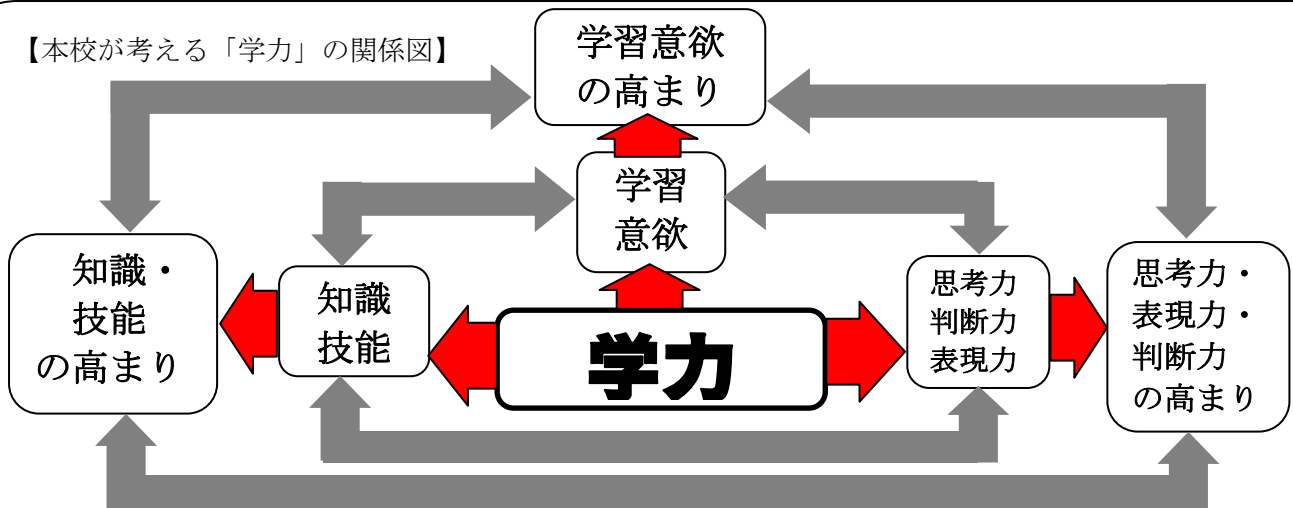 【本校が考える「学力」の関係図】
学習意欲
の高まり
学習
意欲
知識・
技能
の高まり
知識
技能
学力
思考力
判断力
表現力
思考力・
表現力・
判断力
の高まり